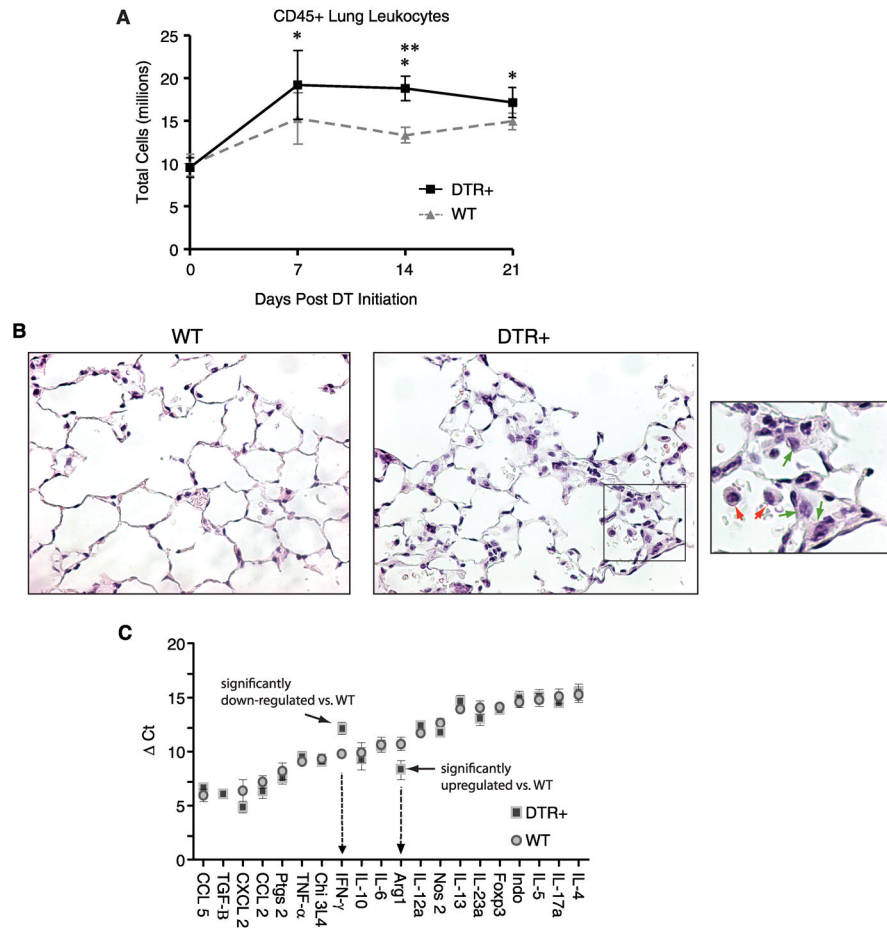 A
CD45+ Lung Leukocytes
Total Cells (millions)
25
20
15
10
5
0
*
**
*
*
DTR+
WT
0 7 14 21
Days Post DT Initiation
B
WT
DTR+
C
Δ Ct
20
15
10
5
0
significantly
down-regulated vs. WT
significantly
upregulated vs. WT
DTR+
WT
CCL 5
TGF-B
CXCL 2
CCL 2
Ptgs 2
TNF-α
Chi 3L4
IFN-γ
IL-10
IL-6
Arg1
IL-12a
Nos 2
IL-13
IL-23a
Foxp3
Indo
IL-5
IL-17a
IL-4